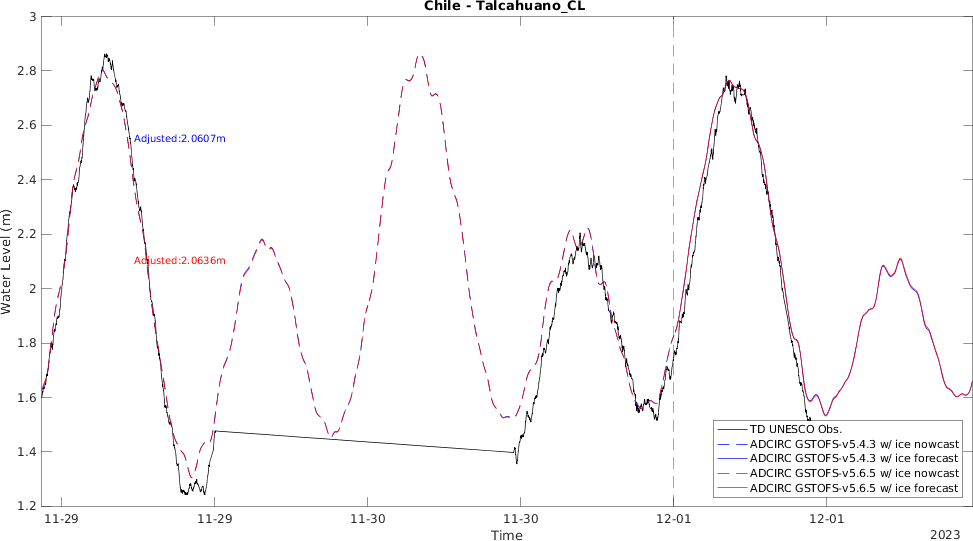 Chile - Talcahuano_CL
3
2.8
2.6
2.4
2.2
2
1.8
1.6
1.4
1.2
Water Level (m)
Adjusted:2.0607m
Adjusted:2.0636m
TD UNESCO Obs.
ADCIRC GSTOFS-v5.4.3 w/ ice nowcast
ADCIRC GSTOFS-v5.4.3 w/ ice forecast
ADCIRC GSTOFS-v5.6.5 w/ ice nowcast
ADCIRC GSTOFS-v5.6.5 w/ ice forecast
11-29 11-29 11-30 11-30 12-01 12-01
Time
2023